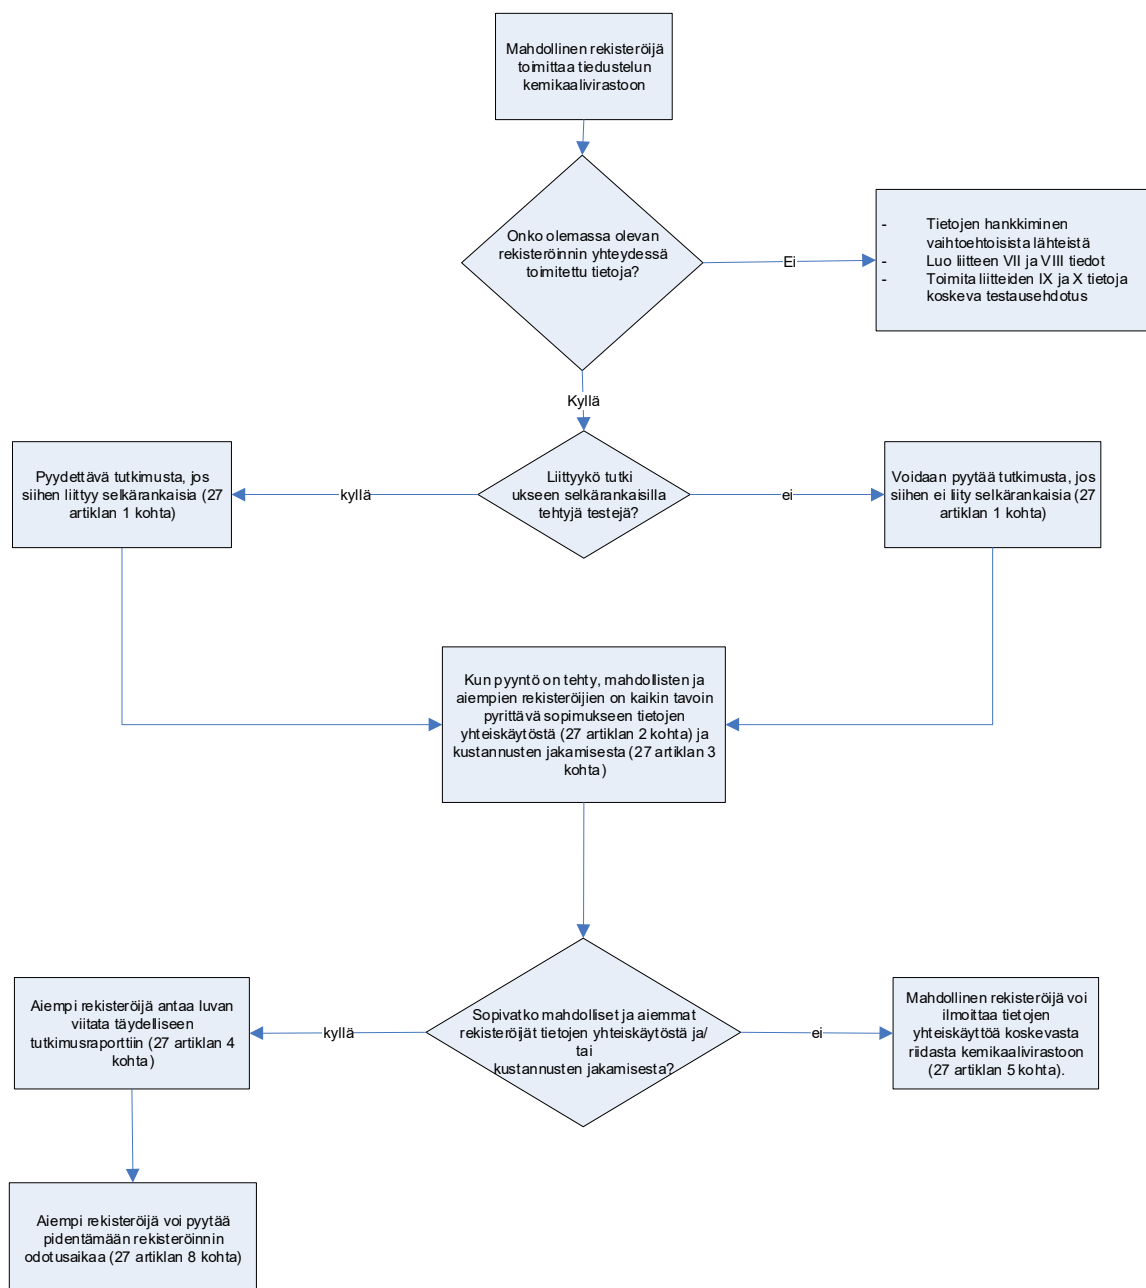 Mahdollinen rekisteröijä
toimittaa tiedustelun
kemikaalivirastoon
Onko olemassa olevan
rekisteröinnin yhteydessä
toimitettu tietoja?
Ei
- Tietojen hankkiminen
vaihtoehtoisista lähteistä
- Luo liitteen VII ja VIII tiedot
- Toimita liitteiden IX ja X tietoja
koskeva testausehdotus
Kyllä
Pyydettävä tutkimusta, jos
siihen liittyy selkärankaisia (27
artiklan 1 kohta)
kyllä
Liittyykö tutki
ukseen selkärankaisilla
tehtyjä testejä?
ei
Voidaan pyytää tutkimusta, jos
siihen ei liity selkärankaisia (27
artiklan 1 kohta)
Kun pyyntö on tehty, mahdollisten ja
aiempien rekisteröijien on kaikin tavoin
pyrittävä sopimukseen tietojen
yhteiskäytöstä (27 artiklan 2 kohta) ja
kustannusten jakamisesta (27 artiklan 3
kohta)
Aiempi rekisteröijä antaa luvan
viitata täydelliseen
tutkimusraporttiin (27 artiklan 4
kohta)
kyllä
Sopivatko mahdolliset ja aiemmat
rekisteröijät tietojen yhteiskäytöstä ja/
tai
kustannusten jakamisesta?
ei
Mahdollinen rekisteröijä voi
ilmoittaa tietojen
yhteiskäyttöä koskevasta
riidasta kemikaalivirastoon
(27 artiklan 5 kohta).
Aiempi rekisteröijä voi pyytää
pidentämään rekisteröinnin
odotusaikaa (27 artiklan 8 kohta)